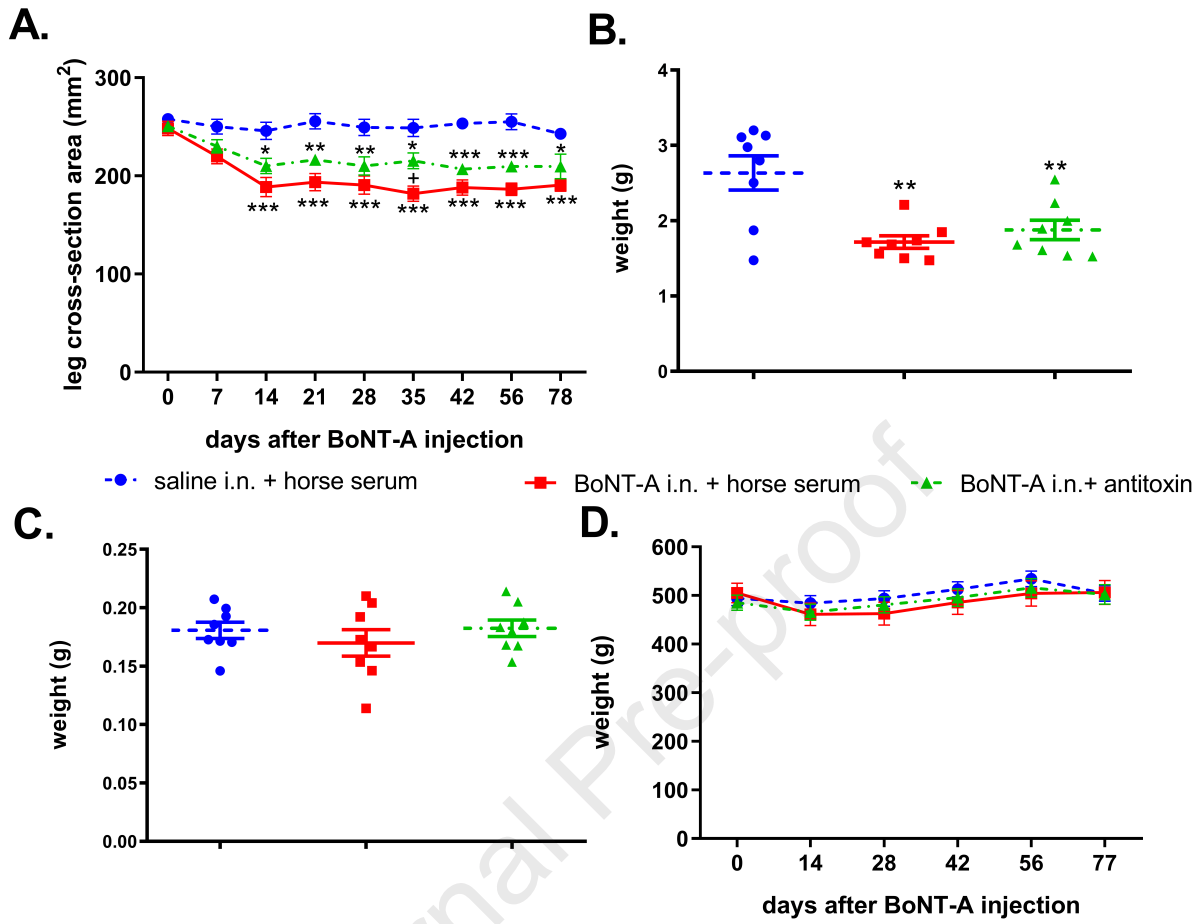 A.
leg cross-section area (mm2)
300
200
100
0
* ** ** * *** *** *
+
*** *** *** *** *** *** ***
0 7 14 21 28 35 42 56 78
days after BoNT-A injection
B.
weight (g)
4
3
2
1
0
** **
saline i.n. + horse serum
BoNT-A i.n. + horse serum
BoNT-A i.n.+ antitoxin
C.
weight (g)
0.25
0.20
0.15
0.10
0.05
0.00
D.
weight (g)
600
500
400
300
200
100
0
0 14 28 42 56 77
days after BoNT-A injection
rnal Pre-proof